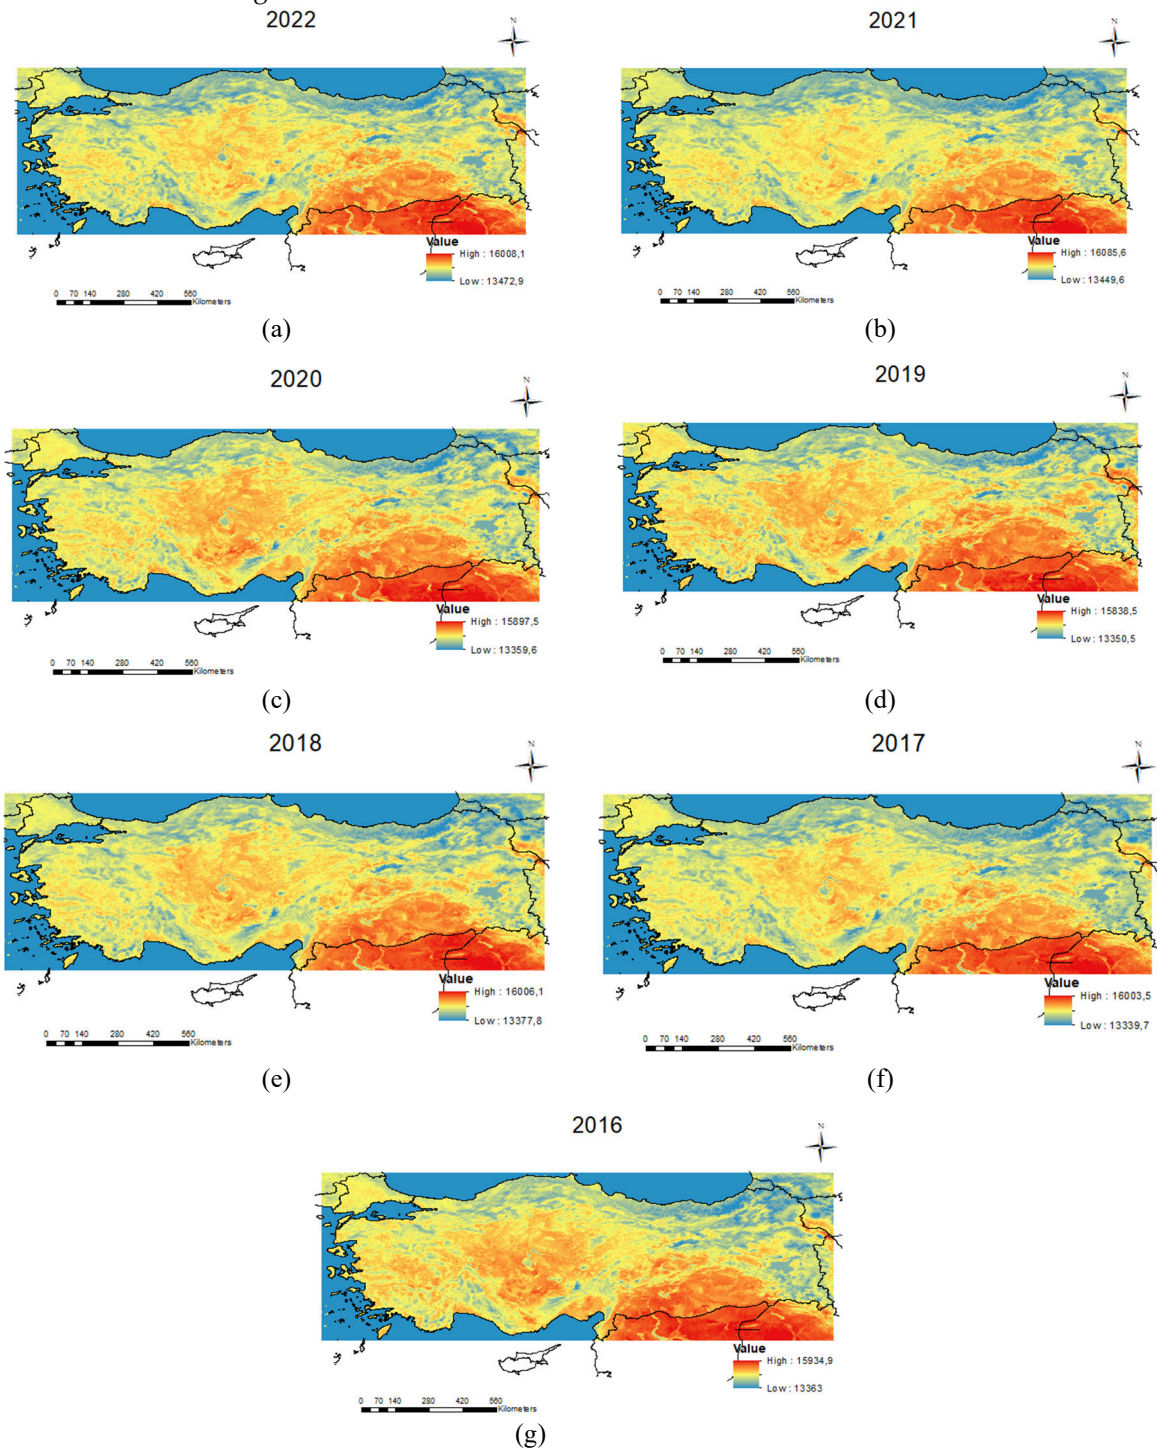 2022 2021
N N
Value Value
High : 16008,1 High : 16085,6
Low : 13472,9 Low : 13449,6
0 70 140 280 420 560 Kilometers 0 70 140 280 420 560 Kilometers
(a) (b)
2020 2019
N N
Value Value
High : 15897,5 High : 15838,5
Low : 13359,6 Low : 13350,5
0 70 140 280 420 560 Kilometers 0 70 140 280 420 560 Kilometers
(c) (d)
2018 2017
N N
Value Value
High : 16006,1 High : 16003,5
Low : 13377,8 Low : 13339,7
0 70 140 280 420 560 Kilometers 0 70 140 280 420 560 Kilometers
(e) (f)
2016
N
Value
High : 15934,9
Low : 13363
0 70 140 280 420 560 Kilometers
(g)